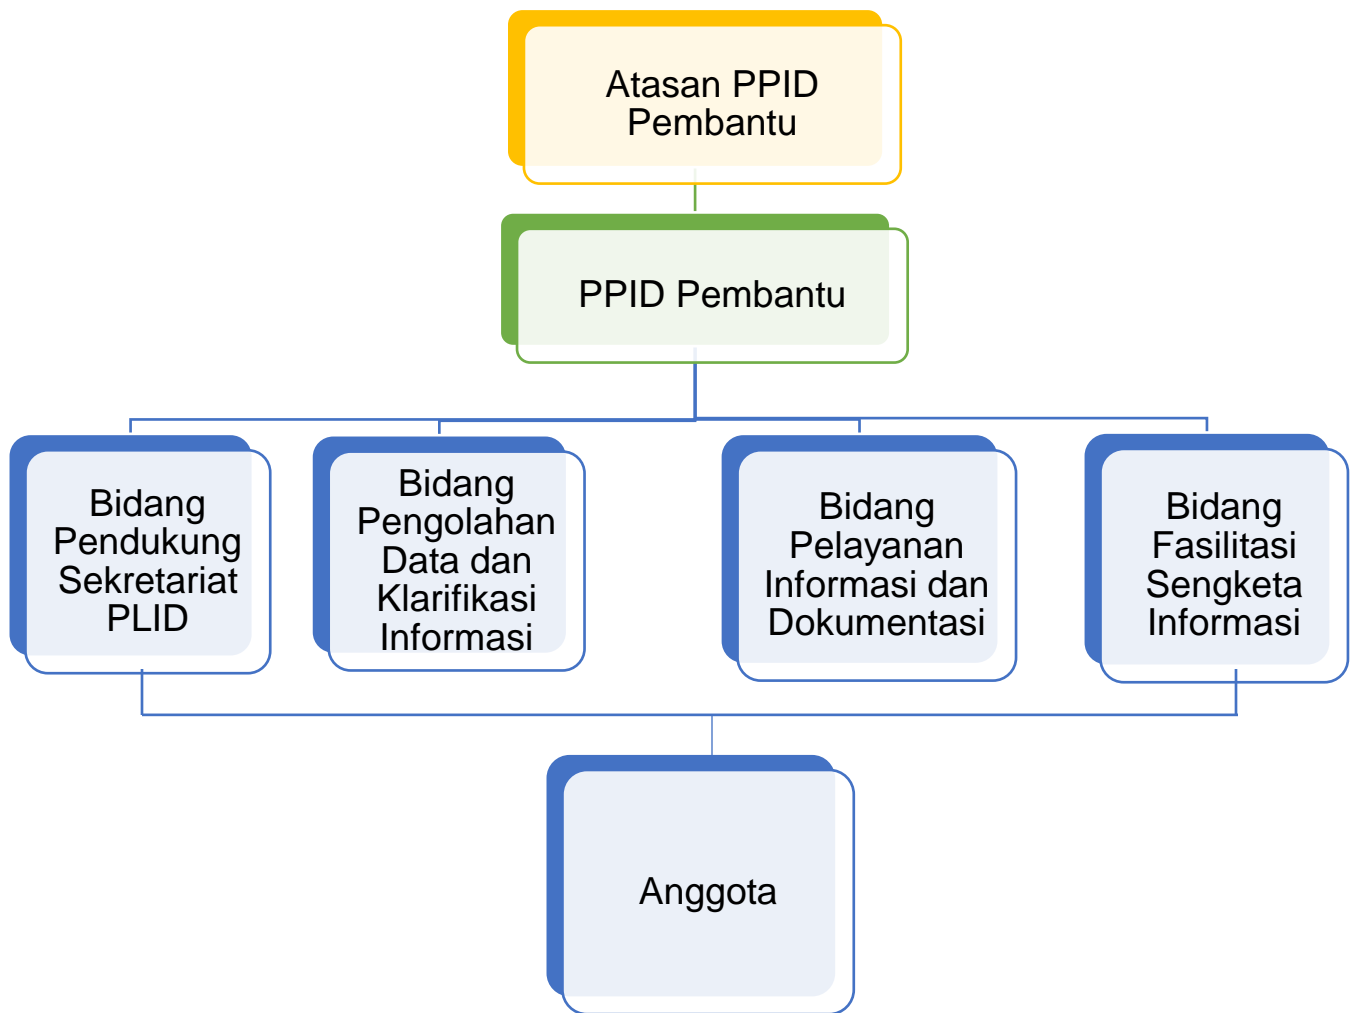 Atasan PPID
Pembantu
PPID Pembantu
Bidang
Pendukung
Sekretariat
PLID
Bidang
Pengolahan
Data dan
Klarifikasi
Informasi
Bidang
Pelayanan
Informasi dan
Dokumentasi
Bidang
Fasilitasi
Sengketa
Informasi
Anggota